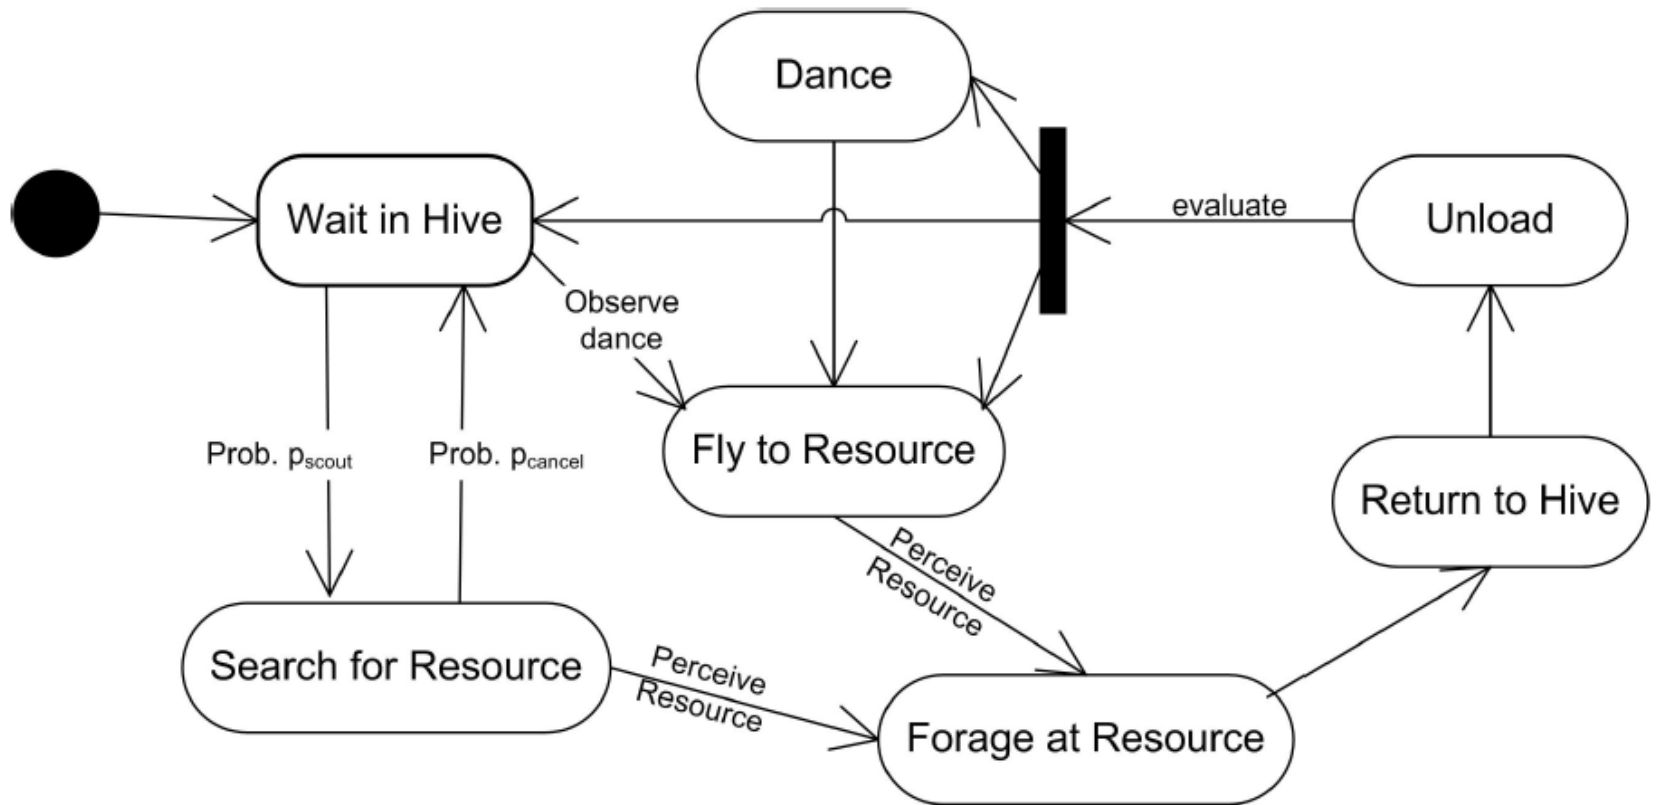 Dance
Wait in Hive
evaluate
Unload
Observe
dance
Fly to Resource
Prob. pscout
Prob. pcancel
Return to Hive
Perceive
Resource
Search for Resource
Perceive
Resource
Forage at Resource